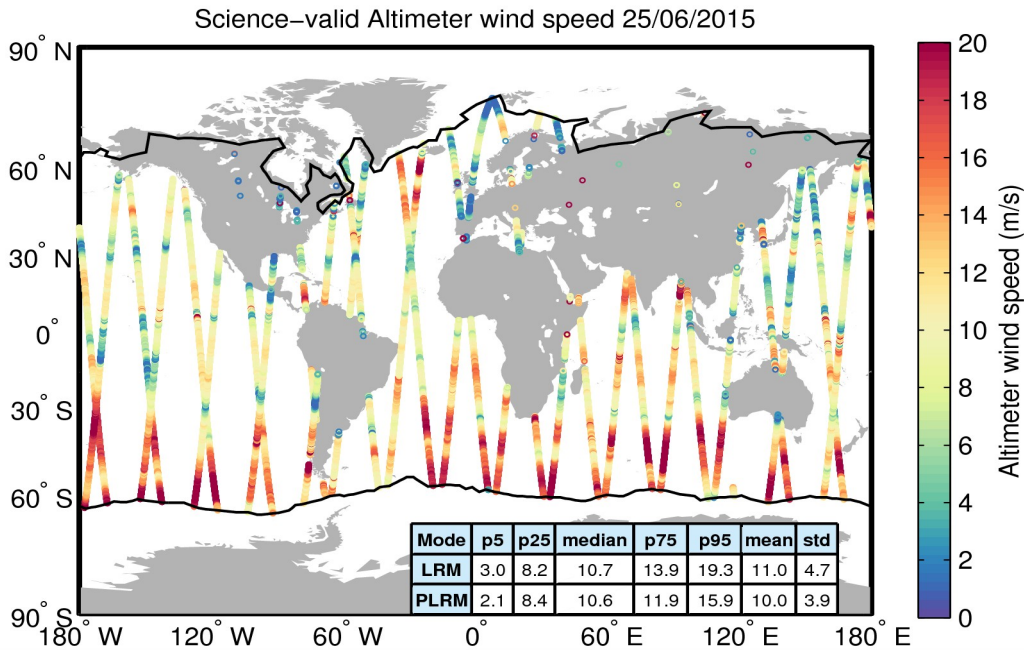 Science−valid Altimeter wind speed 25/06/2015
90° N
60° N
30° N
0°
30° S
60° S
90° S
180° W
120° W
60° W
0°
60° E
120° E
180° E
Mode p5 p25 median p75 p95 mean std
LRM 3.0 8.2 10.7 13.9 19.3 11.0 4.7
PLRM 2.1 8.4 10.6 11.9 15.9 10.0 3.9
20
18
16
14
12
10
8
6
4
2
0
Altimeter wind speed (m/s)